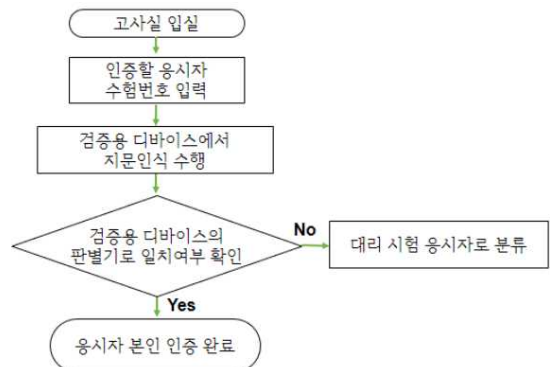 고사실 입실
인증할 응시자
수험번호 입력
검증용 디바이스에서
지문인식 수행
검증용 디바이스의
판별기로 일치여부 확인
No
대리 시험 응시자로 분류
Yes
응시자 본인 인증 완료